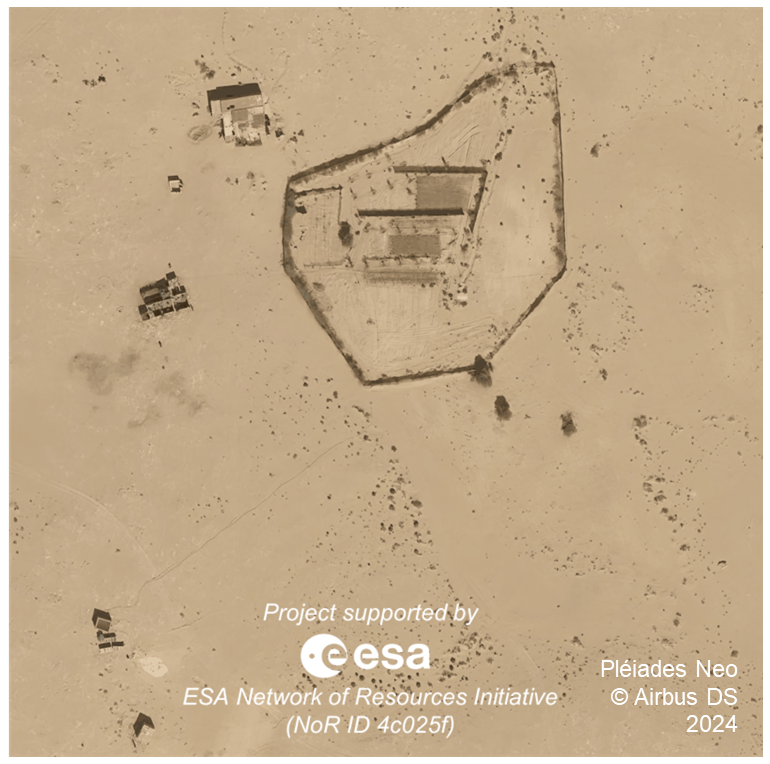 Project supported by
esa
ESA Network of Resources Initiative
(NoR ID 4c025f)
Pléiades Neo
© Airbus DS
2024